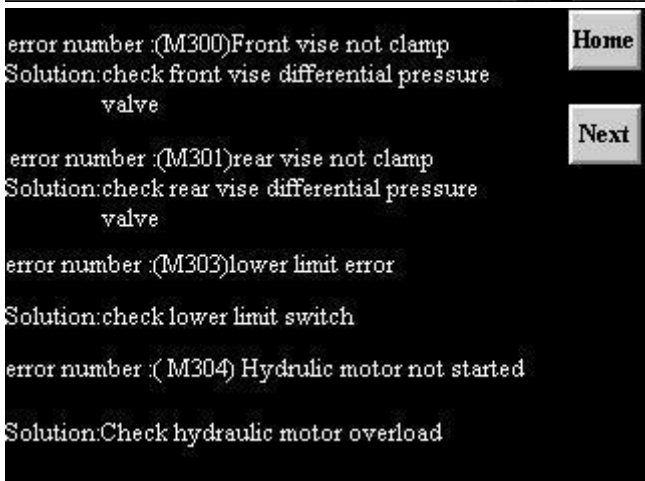 error number :(M300)Front vise not clamp
Home
Solution:check front vise differential pressure
valve
Next
error number :(M301)rear vise not clamp
Solution:check rear vise differential pressure
valve
error number :(M303)lower limit error
Solution:check lower limit switch
error number :( M304) Hydrulic motor not started
Solution:Check hydraulic motor overload